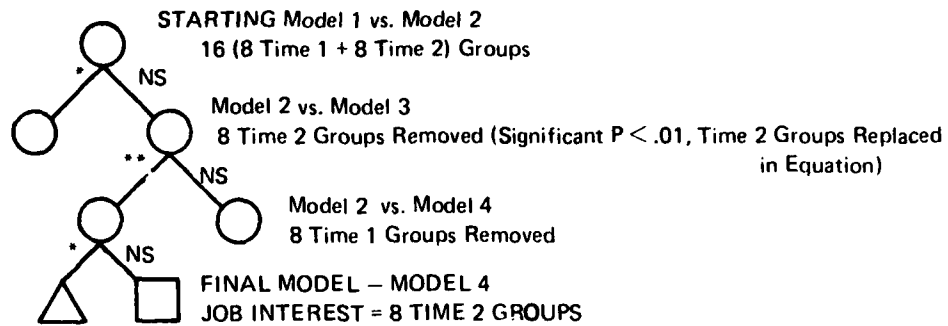 STARTING Model 1 vs. Model 2
16 (8 Time 1 + 8 Time 2) Groups
* NS
Model 2 vs. Model 3
8 Time 2 Groups Removed (Significant P < .01, Time 2 Groups Replaced
in Equation)
** NS
Model 2 vs. Model 4
8 Time 1 Groups Removed
* NS
FINAL MODEL – MODEL 4
JOB INTEREST = 8 TIME 2 GROUPS